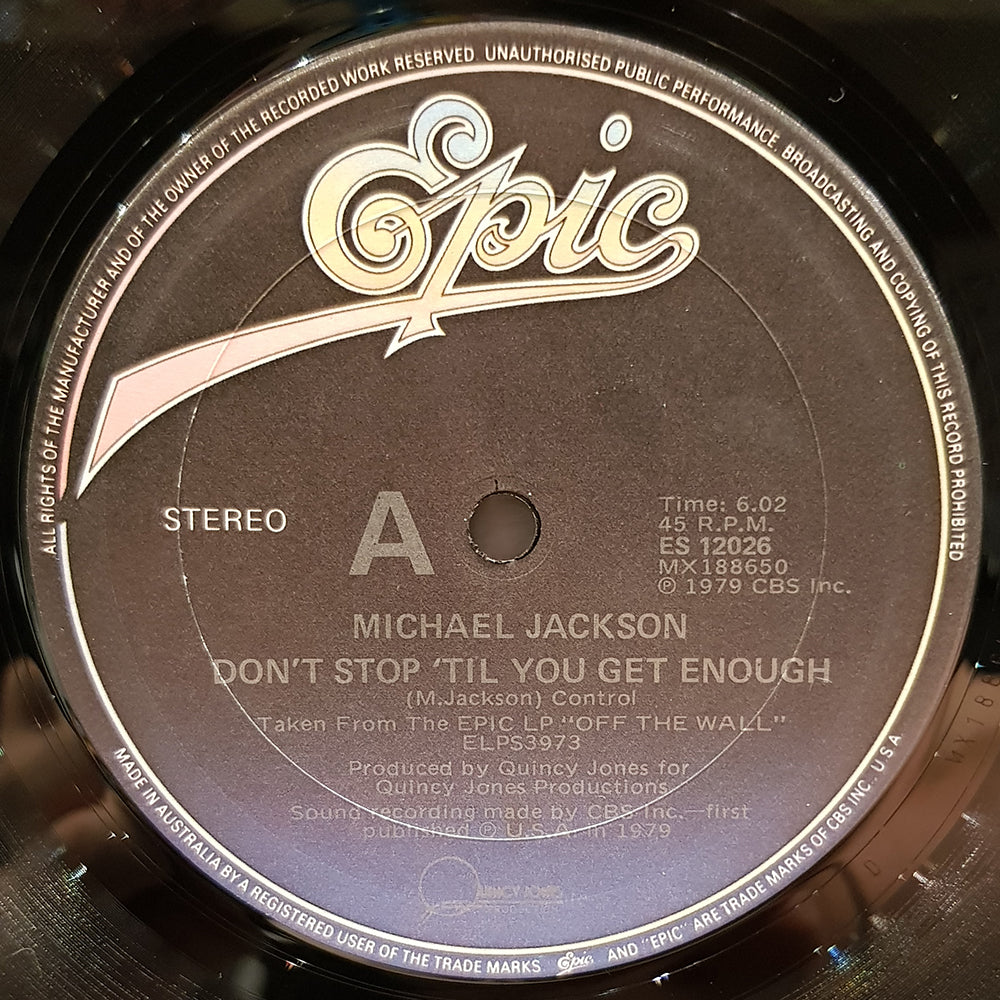 ALL RIGHTS OF THE MANUFACTURER AND OF THE OWNER OF THE RECORDED WORK RESERVED. UNAUTHORISED PUBLIC PERFORMANCE, BROADCASTING AND COPYING OF THIS RECORD PROHIBITED
Epic
STEREO
A
Time: 6.02
45 R.P.M.
ES 12026
MX188650
℗ 1979 CBS Inc.
MICHAEL JACKSON
DON'T STOP 'TIL YOU GET ENOUGH
(M.Jackson) Control
Taken From The EPIC LP "OFF THE WALL"
ELPS3973
Produced by Quincy Jones for
Quincy Jones Productions
Sound recording made by CBS Inc.—first
published ℗ U.S.A. in 1979
QUINCY JONES
MADE IN AUSTRALIA BY A REGISTERED USER OF THE TRADE MARKS. Epic AND "EPIC" ARE TRADE MARKS OF CBS INC. U S A